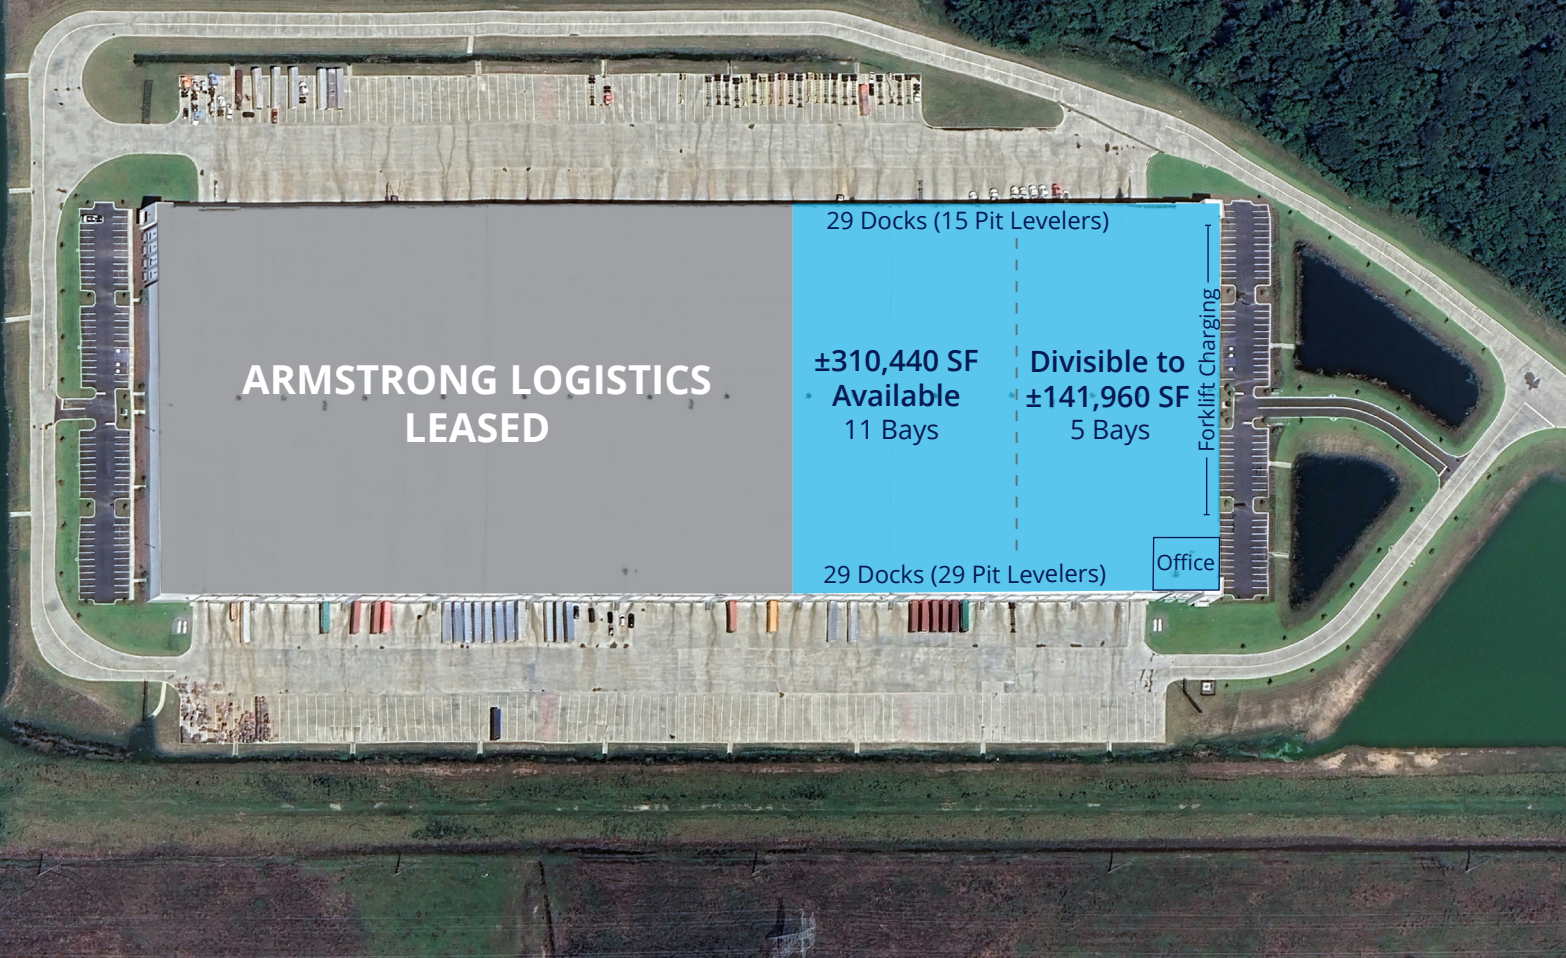 29 Docks (15 Pit Levelers)
ARMSTRONG LOGISTICS
LEASED
±310,440 SF
Available
11 Bays
Divisible to
±141,960 SF
5 Bays
Forklift Charging
Office
29 Docks (29 Pit Levelers)